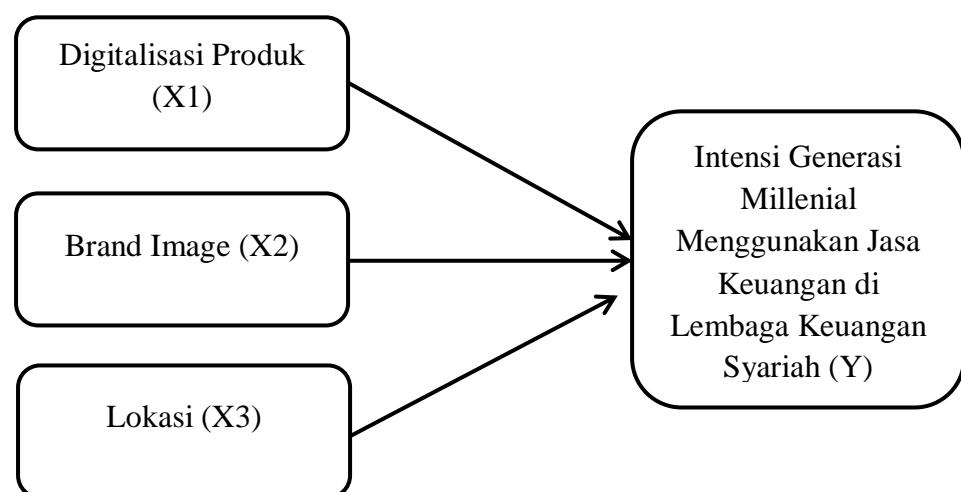 Digitalisasi Produk
(X1)
Brand Image (X2)
Lokasi (X3)
Intensi Generasi
Millenial
Menggunakan Jasa
Keuangan di
Lembaga Keuangan
Syariah (Y)